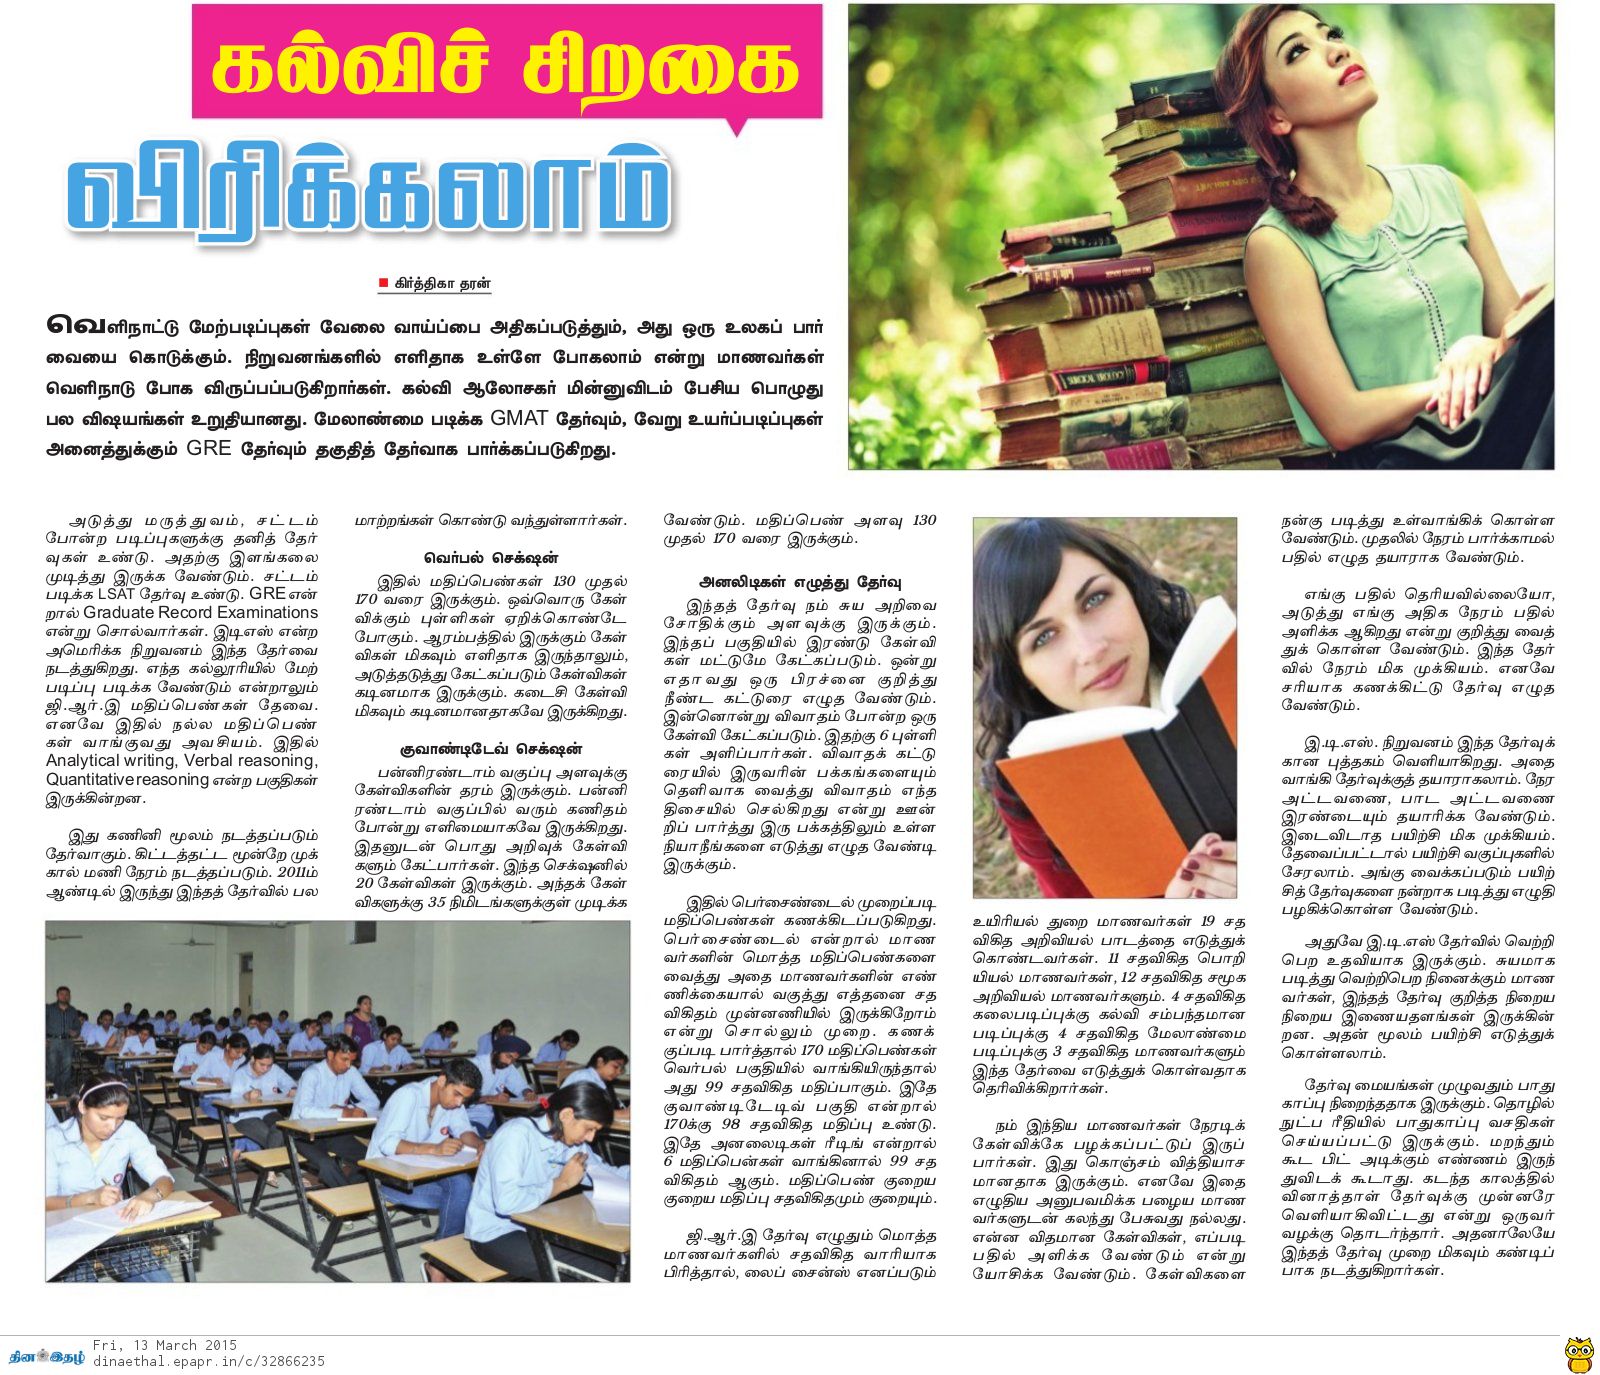 கல்விச் சிறகை
விரிக்கலாம்
கிர்த்திகா தரன்
வெளிநாட்டு மேற்படிப்புகள் வேலை வாய்ப்பை அதிகப்படுத்தும், அது ஒரு உலகப் பார்
வையை கொடுக்கும். நிறுவனங்களில் எளிதாக உள்ளே போகலாம் என்று மாணவர்கள்
வெளிநாடு போக விருப்பப்படுகிறார்கள். கல்வி ஆலோசகர் மின்னுவிடம் பேசிய பொழுது
பல விஷயங்கள் உறுதியானது. மேலாண்மை படிக்க GMAT தேர்வும், வேறு உயர்ப்படிப்புகள்
அனைத்துக்கும் GRE தேர்வும் தகுதித் தேர்வாக பார்க்கப்படுகிறது.
அடுத்து மருத்துவம், சட்டம்
போன்ற படிப்புகளுக்கு தனித் தேர்
வுகள் உண்டு. அதற்கு இளங்கலை
முடித்து இருக்க வேண்டும். சட்டம்
படிக்க LSAT தேர்வு உண்டு. GRE என்
றால் Graduate Record Examinations
என்று சொல்வார்கள். இடிஎஸ் என்ற
அமெரிக்க நிறுவனம் இந்த தேர்வை
நடத்துகிறது. எந்த கல்லூரியில் மேற்
படிப்பு படிக்க வேண்டும் என்றாலும்
ஜி.ஆர்.இ மதிப்பெண்கள் தேவை.
எனவே இதில் நல்ல மதிப்பெண்
கள் வாங்குவது அவசியம். இதில்
Analytical writing, Verbal reasoning,
Quantitative reasoning என்ற பகுதிகள்
இருக்கின்றன.
இது கணினி மூலம் நடத்தப்படும்
தேர்வாகும். கிட்டத்தட்ட மூன்றே முக்
கால் மணி நேரம் நடத்தப்படும். 2011ம்
ஆண்டில் இருந்து இந்தத் தேர்வில் பல
மாற்றங்கள் கொண்டு வந்துள்ளார்கள்.
வெர்பல் செக்ஷன்
இதில் மதிப்பெண்கள் 130 முதல்
170 வரை இருக்கும். ஒவ்வொரு கேள்
விக்கும் புள்ளிகள் ஏறிக்கொண்டே
போகும். ஆரம்பத்தில் இருக்கும் கேள்
விகள் மிகவும் எளிதாக இருந்தாலும்,
அடுத்தடுத்து கேட்கப்படும் கேள்விகள்
கடினமாக இருக்கும். கடைசி கேள்வி
மிகவும் கடினமானதாகவே இருக்கிறது.
குவாண்டிடேவ் செக்ஷன்
பன்னிரண்டாம் வகுப்பு அளவுக்கு
கேள்விகளின் தரம் இருக்கும். பன்னி
ரண்டாம் வகுப்பில் வரும் கணிதம்
போன்று எளிமையாகவே இருக்கிறது.
இதனுடன் பொது அறிவுக் கேள்வி
களும் கேட்பார்கள். இந்த செக்ஷனில்
20 கேள்விகள் இருக்கும். அந்தக் கேள்
விகளுக்கு 35 நிமிடங்களுக்குள் முடிக்க
வேண்டும். மதிப்பெண் அளவு 130
முதல் 170 வரை இருக்கும்.
அனலிடிகள் எழுத்து தேர்வு
இந்தத் தேர்வு நம் சுய அறிவை
சோதிக்கும் அளவுக்கு இருக்கும்.
இந்தப் பகுதியில் இரண்டு கேள்வி
கள் மட்டுமே கேட்கப்படும். ஒன்று
எதாவது ஒரு பிரச்னை குறித்து
நீண்ட கட்டுரை எழுத வேண்டும்.
இன்னொன்று விவாதம் போன்ற ஒரு
கேள்வி கேட்கப்படும். இதற்கு 6 புள்ளி
கள் அளிப்பார்கள். விவாதக் கட்டு
ரையில் இருவரின் பக்கங்களையும்
தெளிவாக வைத்து விவாதம் எந்த
திசையில் செல்கிறது என்று ஊன்
றிப் பார்த்து இரு பக்கத்திலும் உள்ள
நியாநீங்களை எடுத்து எழுத வேண்டி
இருக்கும்.
இதில் பெர்சைண்டைல் முறைப்படி
மதிப்பெண்கள் கணக்கிடப்படுகிறது.
பெர்சைண்டைல் என்றால் மாண
வர்களின் மொத்த மதிப்பெண்களை
வைத்து அதை மாணவர்களின் எண்
ணிக்கையால் வகுத்து எத்தனை சத
விகிதம் முன்னணியில் இருக்கிறோம்
என்று சொல்லும் முறை. கணக்
குப்படி பார்த்தால் 170 மதிப்பெண்கள்
வெர்பல் பகுதியில் வாங்கியிருந்தால்
அது 99 சதவிகித மதிப்பாகும். இதே
குவாண்டிடேடிவ் பகுதி என்றால்
170க்கு 98 சதவிகித மதிப்பு உண்டு.
இதே அனலைடிகள் ரீடிங் என்றால்
6 மதிப்பென்கள் வாங்கினால் 99 சத
விகிதம் ஆகும். மதிப்பெண் குறைய
குறைய மதிப்பு சதவிகிதமும் குறையும்.
ஜி.ஆர்.இ தேர்வு எழுதும் மொத்த
மாணவர்களில் சதவிகித வாரியாக
பிரித்தால், லைப் சைன்ஸ் எனப்படும்
உயிரியல் துறை மாணவர்கள் 19 சத
விகித அறிவியல் பாடத்தை எடுத்துக்
கொண்டவர்கள். 11 சதவிகித பொறி
யியல் மாணவர்கள், 12 சதவிகித சமூக
அறிவியல் மாணவர்களும். 4 சதவிகித
கலைபடிப்புக்கு கல்வி சம்பந்தமான
படிப்புக்கு 4 சதவிகித மேலாண்மை
படிப்புக்கு 3 சதவிகித மாணவர்களும்
இந்த தேர்வை எடுத்துக் கொள்வதாக
தெரிவிக்கிறார்கள்.
நம் இந்திய மாணவர்கள் நேரடிக்
கேள்விக்கே பழக்கப்பட்டுப் இருப்
பார்கள். இது கொஞ்சம் வித்தியாச
மானதாக இருக்கும். எனவே இதை
எழுதிய அனுபவமிக்க பழைய மாண
வர்களுடன் கலந்து பேசுவது நல்லது.
என்ன விதமான கேள்விகள், எப்படி
பதில் அளிக்க வேண்டும் என்று
யோசிக்க வேண்டும். கேள்விகளை
நன்கு படித்து உள்வாங்கிக் கொள்ள
வேண்டும். முதலில் நேரம் பார்க்காமல்
பதில் எழுத தயாராக வேண்டும்.
எங்கு பதில் தெரியவில்லையோ,
அடுத்து எங்கு அதிக நேரம் பதில்
அளிக்க ஆகிறது என்று குறித்து வைத்
துக் கொள்ள வேண்டும். இந்த தேர்
வில் நேரம் மிக முக்கியம். எனவே
சரியாக கணக்கிட்டு தேர்வு எழுத
வேண்டும்.
இ.டி.எஸ். நிறுவனம் இந்த தேர்வுக்
கான புத்தகம் வெளியாகிறது. அதை
வாங்கி தேர்வுக்குத் தயாராகலாம். நேர
அட்டவணை, பாட அட்டவணை
இரண்டையும் தயாரிக்க வேண்டும்.
இடைவிடாத பயிற்சி மிக முக்கியம்.
தேவைப்பட்டால் பயிற்சி வகுப்புகளில்
சேரலாம். அங்கு வைக்கப்படும் பயிற்
சித் தேர்வுகளை நன்றாக படித்து எழுதி
பழகிக்கொள்ள வேண்டும்.
அதுவே இ.டி.எஸ் தேர்வில் வெற்றி
பெற உதவியாக இருக்கும். சுயமாக
படித்து வெற்றிபெற நினைக்கும் மாண
வர்கள், இந்தத் தேர்வு குறித்த நிறைய
நிறைய இணையதளங்கள் இருக்கின்
றன. அதன் மூலம் பயிற்சி எடுத்துக்
கொள்ளலாம்.
தேர்வு மையங்கள் முழுவதும் பாது
காப்பு நிறைந்ததாக இருக்கும். தொழில்
நுட்ப ரீதியில் பாதுகாப்பு வசதிகள்
செய்யப்பட்டு இருக்கும். மறந்தும்
கூட பிட் அடிக்கும் எண்ணம் இருந்
துவிடக் கூடாது. கடந்த காலத்தில்
வினாத்தாள் தேர்வுக்கு முன்னரே
வெளியாகிவிட்டது என்று ஒருவர்
வழக்கு தொடர்ந்தார். அதனாலேயே
இந்தத் தேர்வு முறை மிகவும் கண்டிப்
பாக நடத்துகிறார்கள்.
தின இதழ்
Fri, 13 March 2015
dinaethal.epapr.in/c/32866235